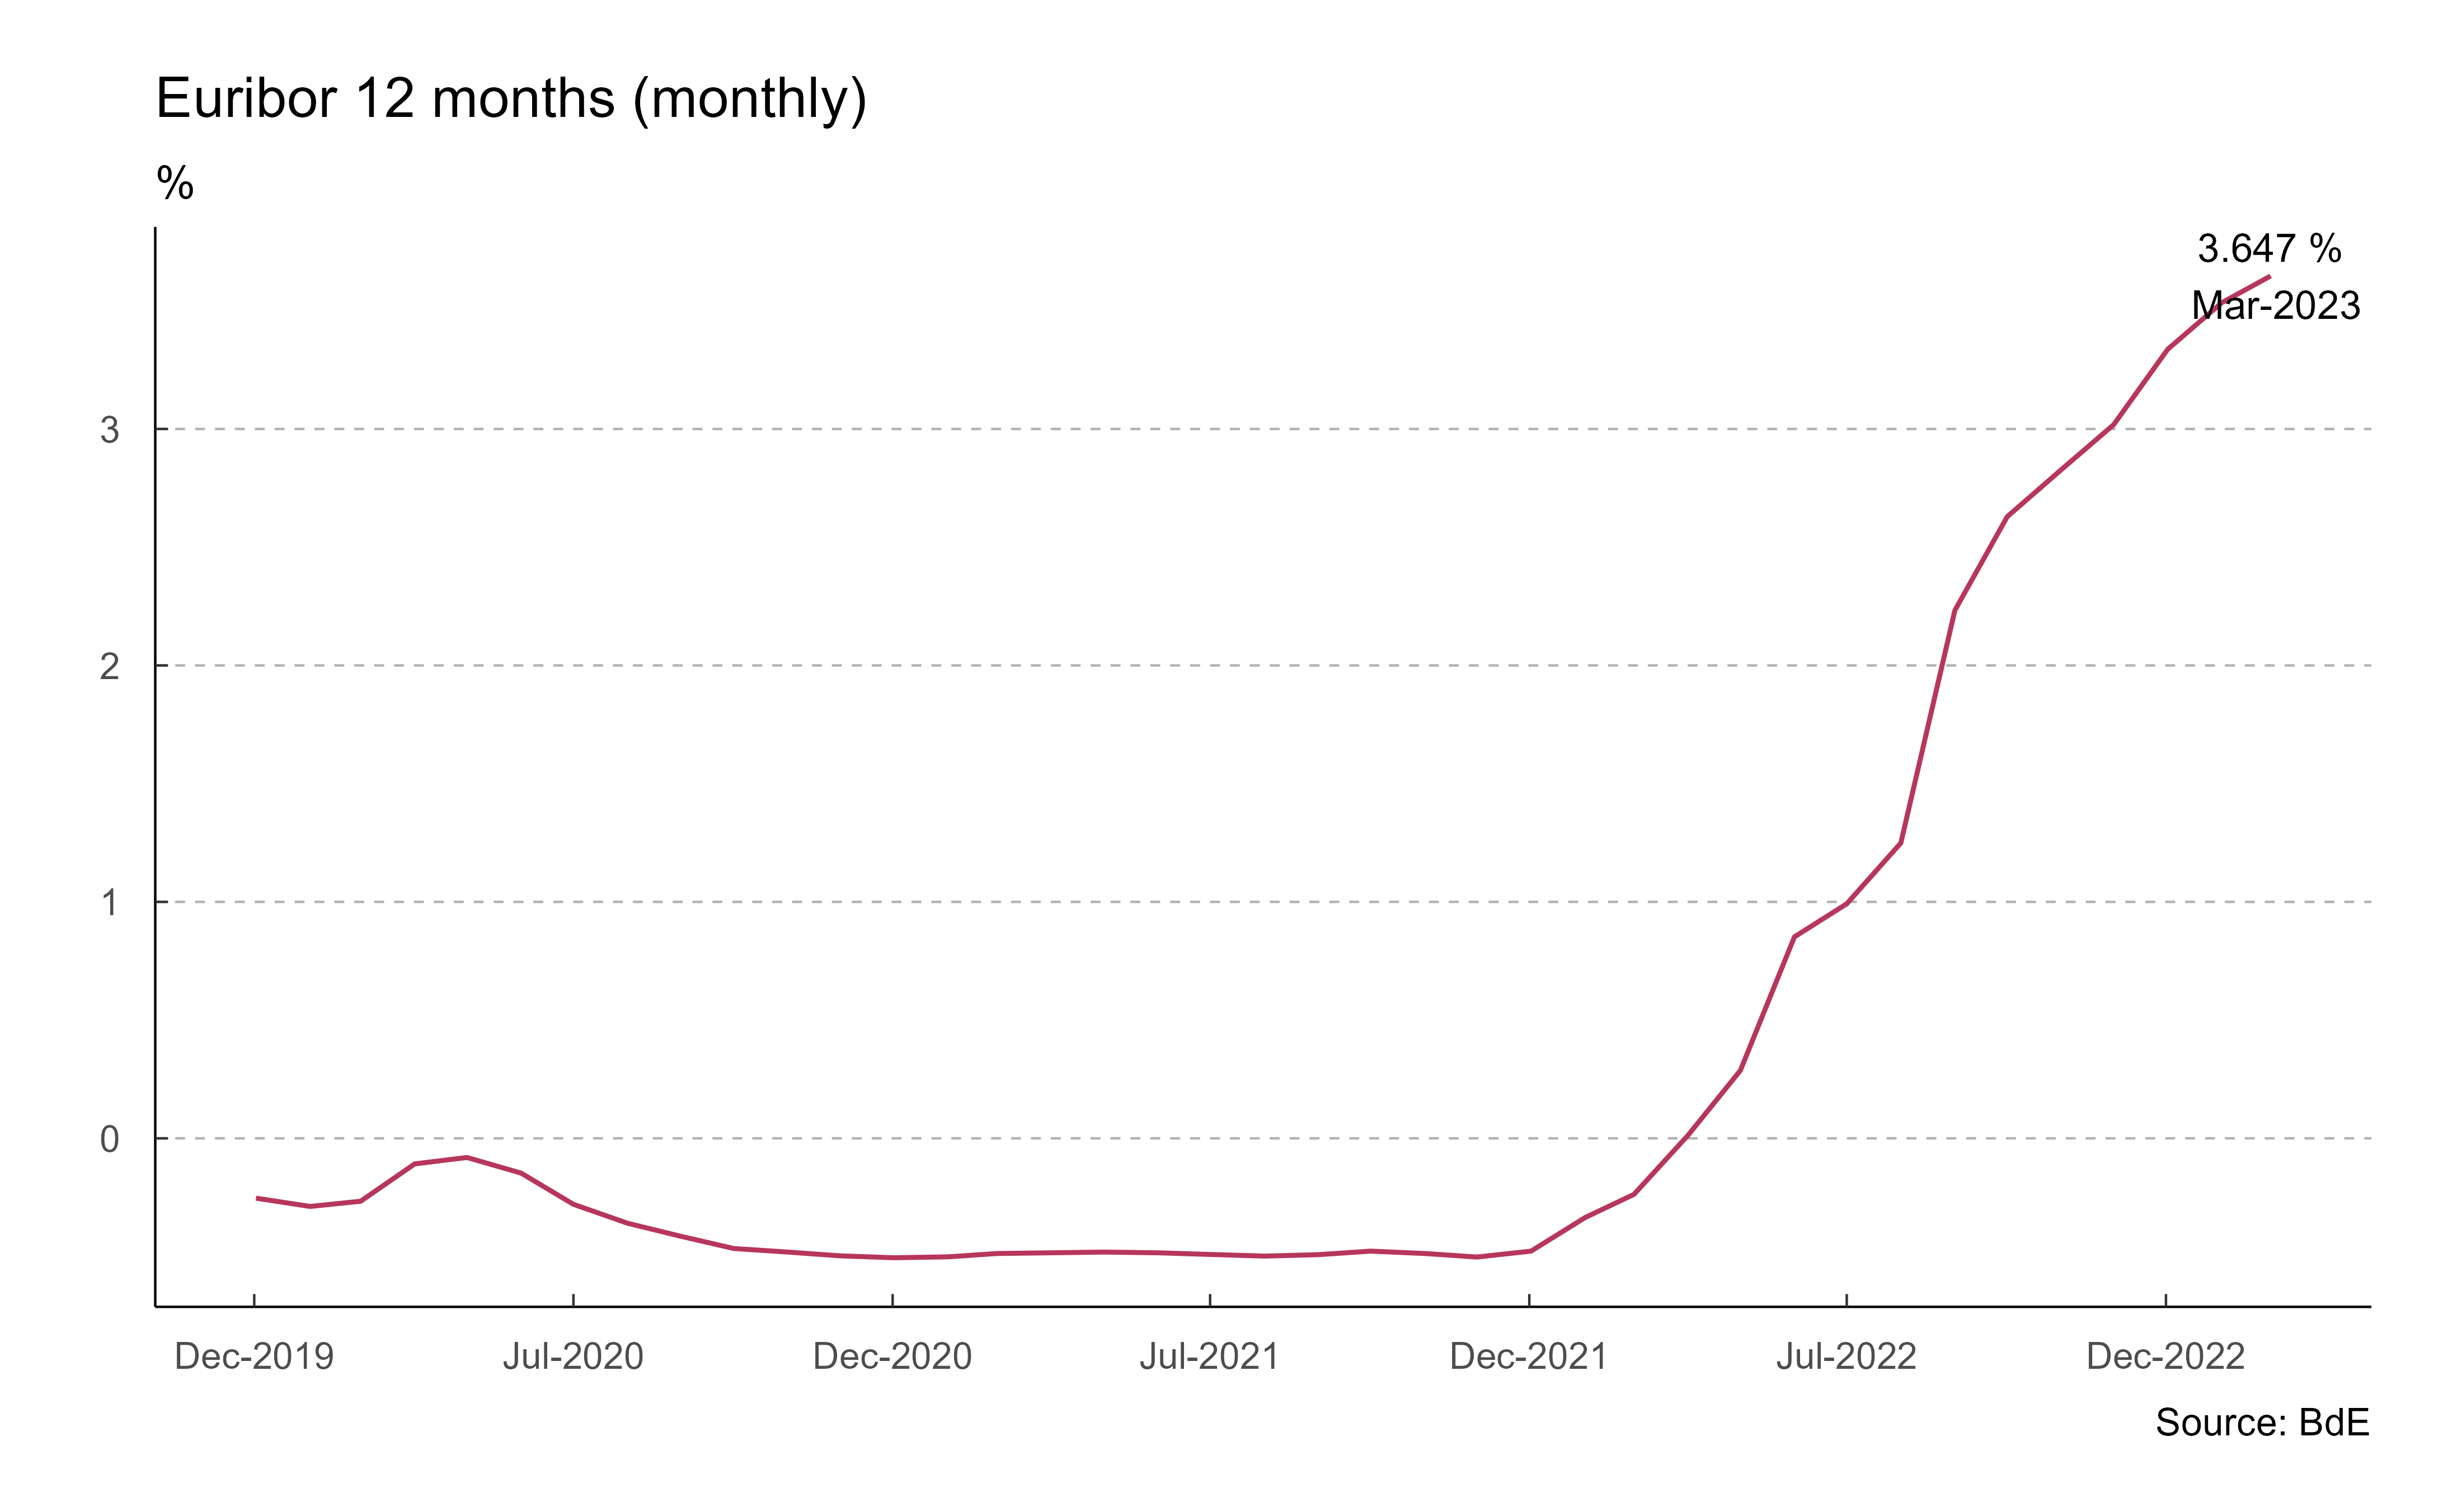 Euribor 12 months (monthly)
%
3.647 %
Mar-2023
3
2
1
0
Dec-2019 Jul-2020 Dec-2020 Jul-2021 Dec-2021 Jul-2022 Dec-2022
Source: BdE